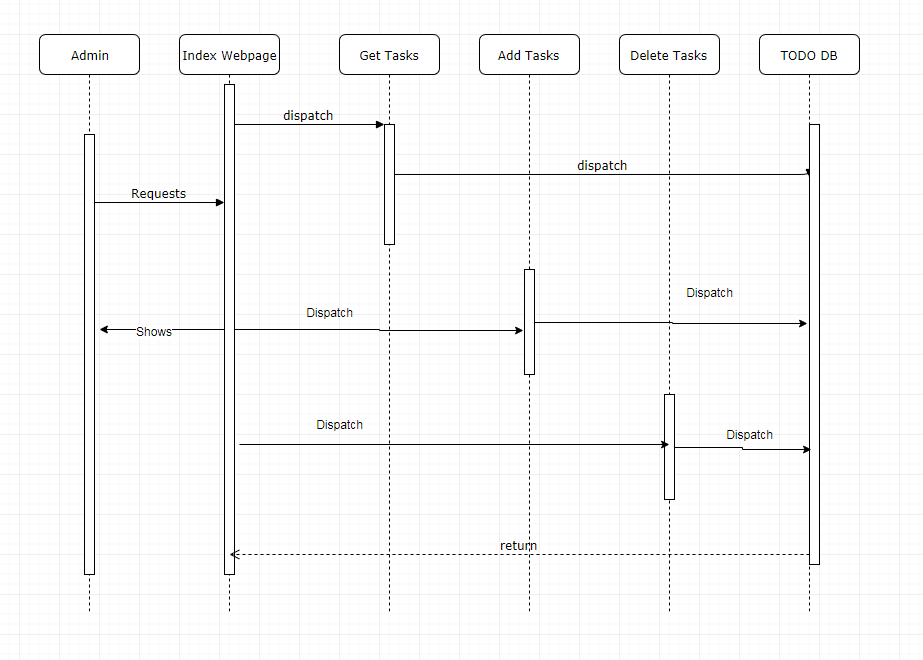 Admin
Index Webpage
Get Tasks
Add Tasks
Delete Tasks
TODO DB
dispatch
dispatch
Requests
Dispatch
Dispatch
Shows
Dispatch
Dispatch
return